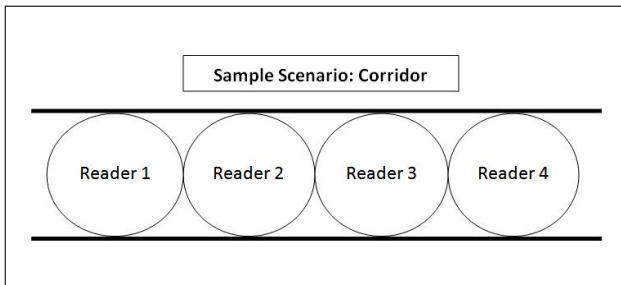 Sample Scenario: Corridor
Reader 1
Reader 2
Reader 3
Reader 4